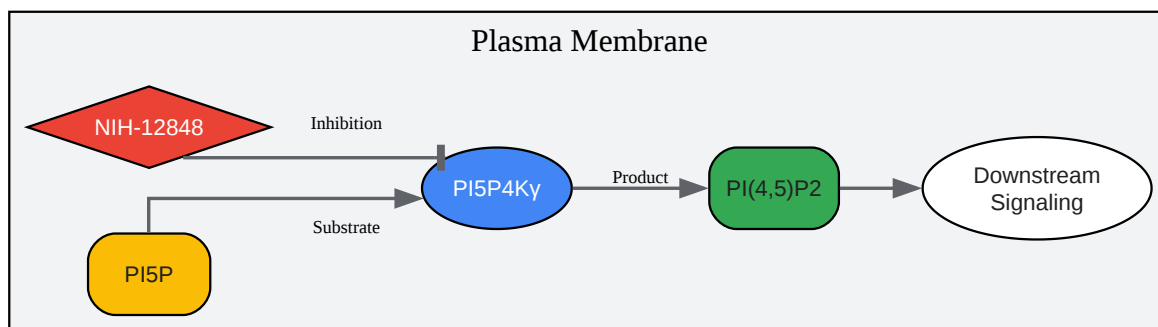 Plasma Membrane
NIH-12848
Inhibition
PI5P4Kγ
Product
PI(4,5)P2
Downstream
Signaling
Substrate
PI5P